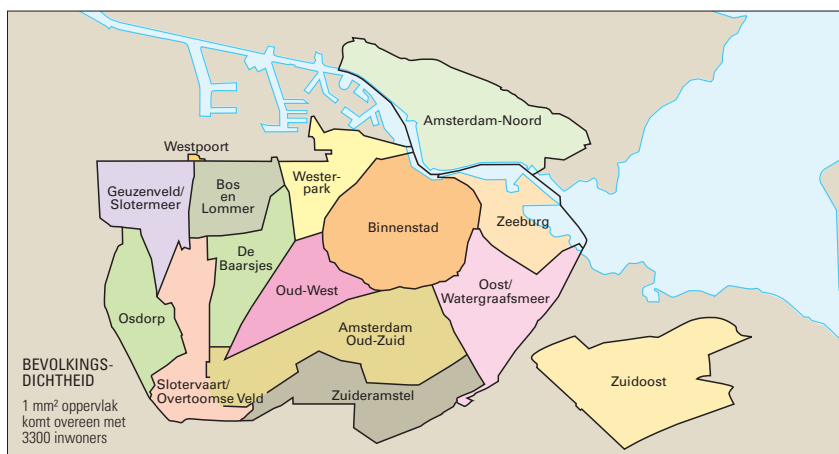 Amsterdam-Noord
Westpoort
Geuzenveld/
Slotermeer
Bos
en
Lommer
Wester-
park
Binnenstad
Zeeburg
De
Baarsjes
Oud-West
Oost/
Watergraafsmeer
Osdorp
Amsterdam
Oud-Zuid
Slotervaart/
Overtoomse Veld
Zuideramstel
Zuidoost
BEVOLKINGS-
DICHTHEID
1 mm² oppervlak
komt overeen met
3300 inwoners